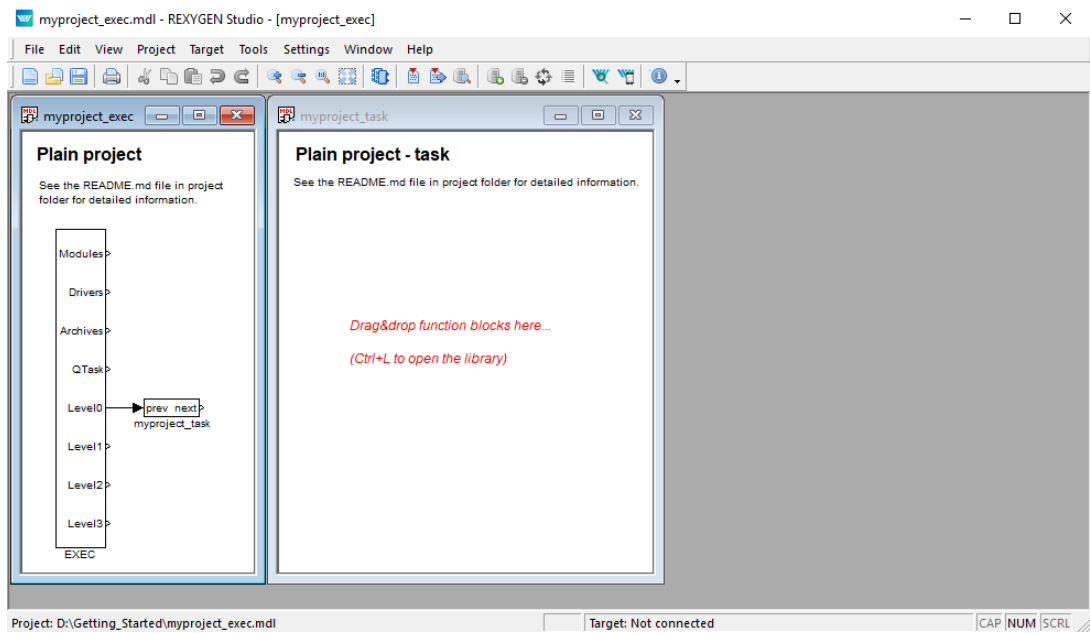 myproject_exec.mdl - REXYGEN Studio - [myproject_exec]
File Edit View Project Target Tools Settings Window Help
myproject_exec
Plain project
See the README.md file in project
folder for detailed information.
Modules
Drivers
Archives
QTask
Level0
prev next
myproject_task
Level1
Level2
Level3
EXEC
myproject_task
Plain project - task
See the README.md file in project folder for detailed information.
Drag&drop function blocks here...
(Ctrl+L to open the library)
Project: D:\Getting_Started\myproject_exec.mdl
Target: Not connected
CAP NUM SCRL